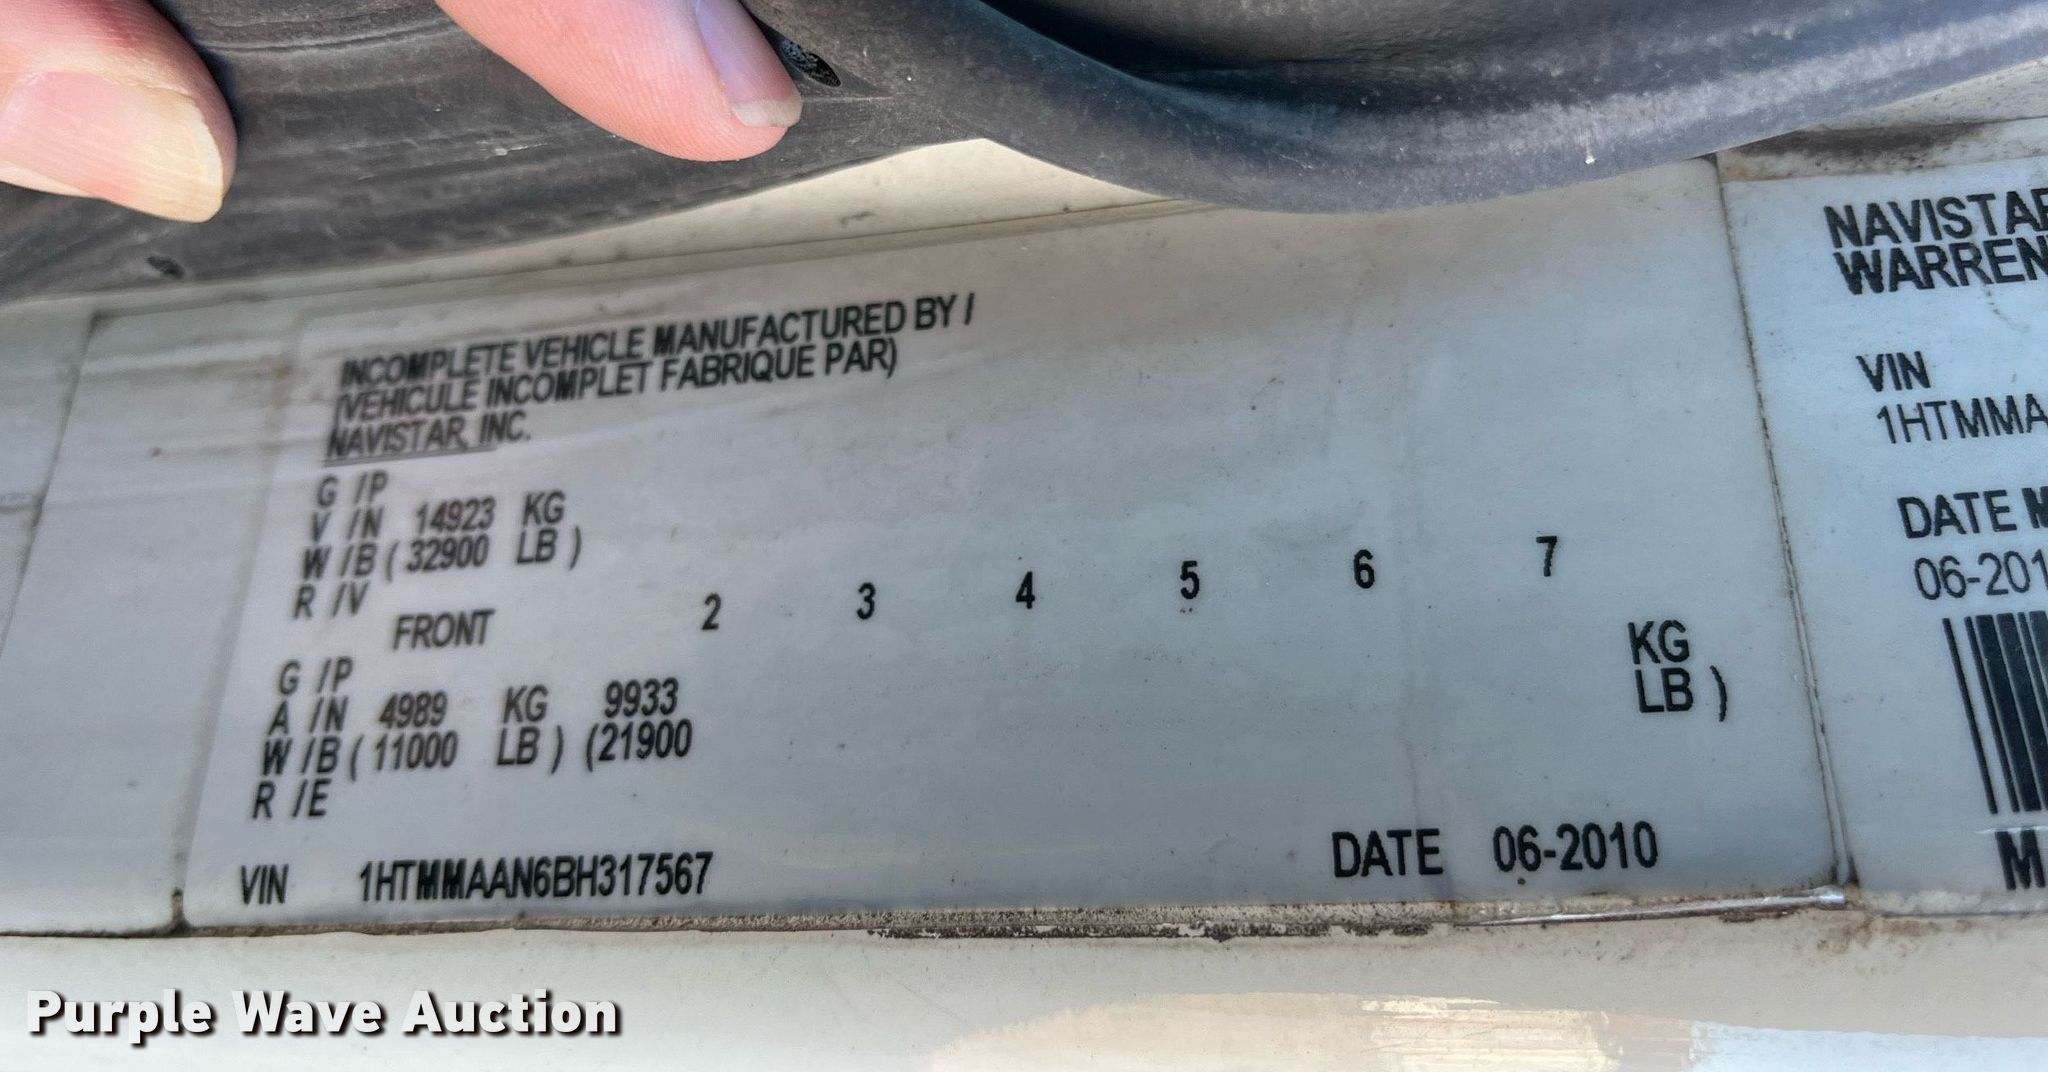 INCOMPLETE VEHICLE MANUFACTURED BY /
(VEHICULE INCOMPLET FABRIQUE PAR)
NAVISTAR, INC.
G /P
V /N 14923 KG
W /B ( 32900 LB )
R /V
FRONT 2 3 4 5 6 7
G /P
A /N 4989 KG 9933 KG
W /B ( 11000 LB ) (21900 LB )
R /E
VIN 1HTMMAAN6BH317567
DATE 06-2010
NAVISTAR
WARREN
VIN
1HTMMA
DATE M
06-201
M
Purple Wave Auction